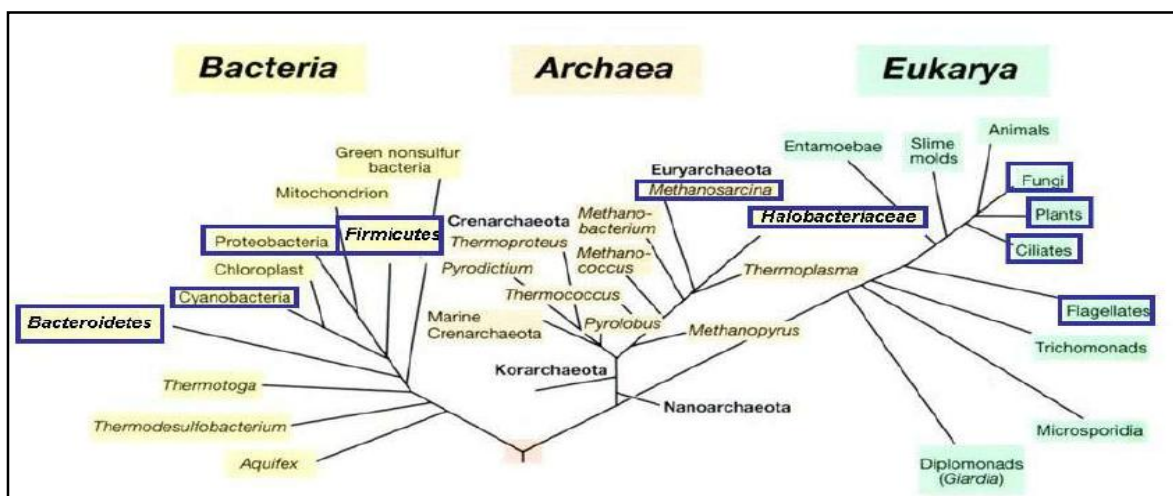 Bacteria
Archaea
Eukarya
Green nonsulfur
bacteria
Mitochondrion
Proteobacteria
Firmicutes
Chloroplast
Cyanobacteria
Bacteroidetes
Thermotoga
Thermodesulfobacterium
Aquifex
Euryarchaeota
Methanosarcina
Crenarchaeota
Methano-
bacterium
Halobacteriaceae
Thermoproteus
Methano-
coccus
Pyrodictium
Thermoplasma
Thermococcus
Marine
Crenarchaeota
Pyrolobus
Methanopyrus
Korarchaeota
Nanoarchaeota
Entamoebae
Slime
molds
Animals
Fungi
Plants
Ciliates
Flagellates
Trichomonads
Microsporidia
Diplomonads
(Giardia)